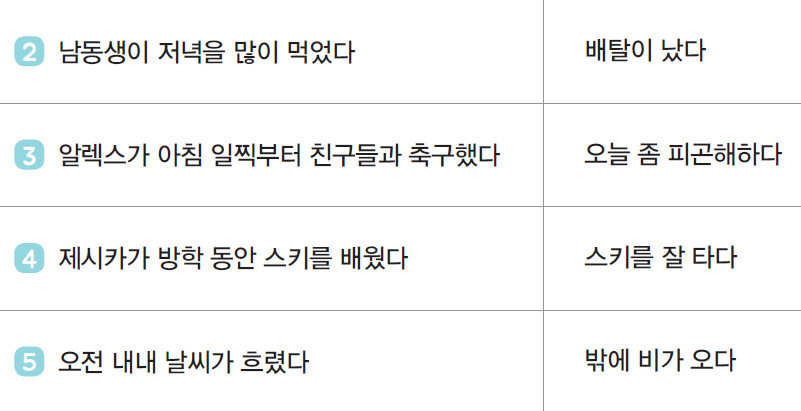 2 남동생이 저녁을 많이 먹었다 배탈이 났다
3 알렉스가 아침 일찍부터 친구들과 축구했다 오늘 좀 피곤해하다
4 제시카가 방학 동안 스키를 배웠다 스키를 잘 타다
5 오전 내내 날씨가 흐렸다 밖에 비가 오다